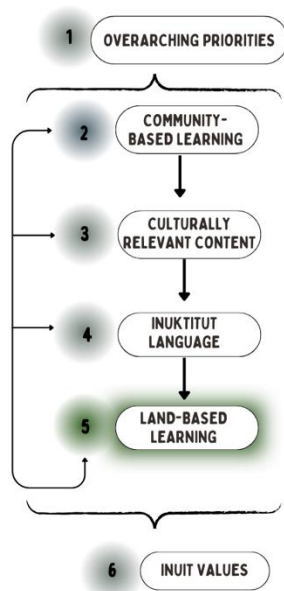 1 OVERARCHING PRIORITIES
2 COMMUNITY-
BASED LEARNING
3 CULTURALLY
RELEVANT CONTENT
4 INUKTITUT
LANGUAGE
5 LAND-BASED
LEARNING
6 INUIT VALUES